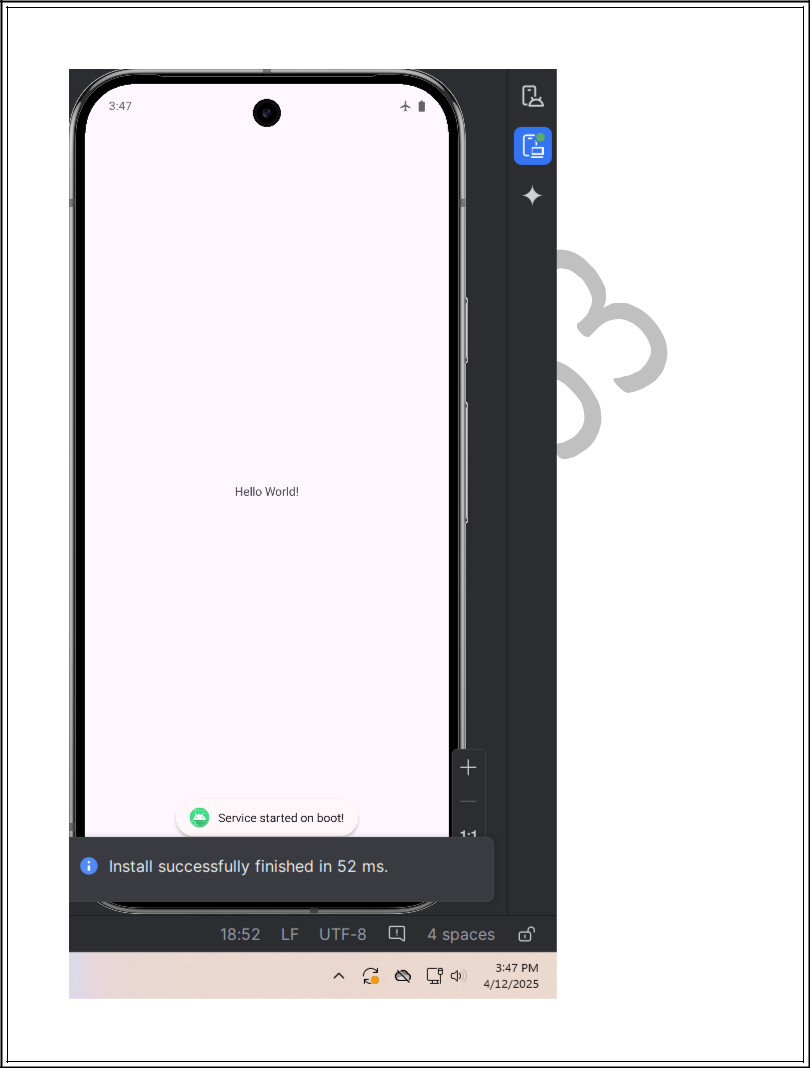 3:47
Hello World!
Service started on boot!
1:1
Install successfully finished in 52 ms.
18:52 LF UTF-8 4 spaces
3:47 PM
4/12/2025